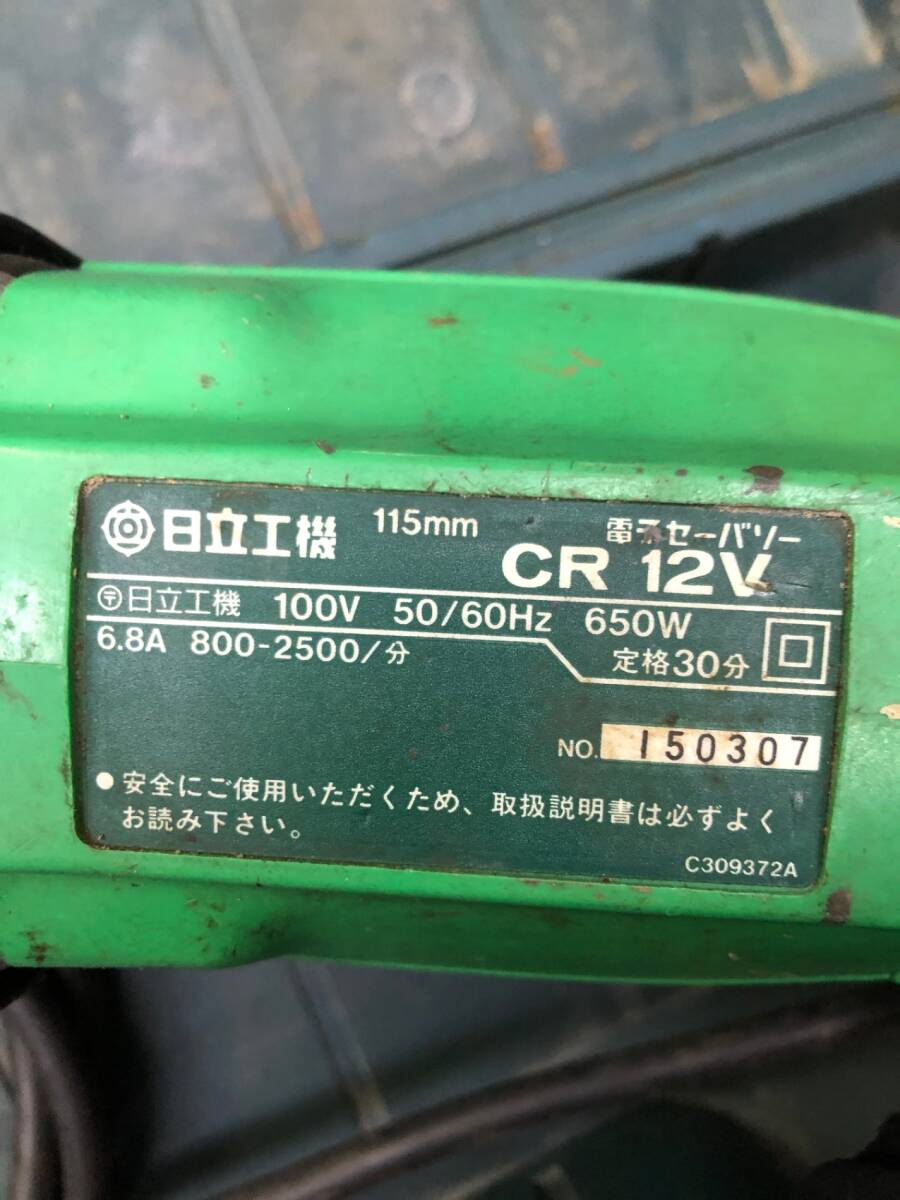 日立工機 115mm 電子セーバソー
CR 12V
〒 日立工機 100V 50/60Hz 650W
6.8A 800-2500/分 定格30分
NO. 150307
● 安全にご使用いただくため、取扱説明書は必ずよく
お読み下さい。
C309372A